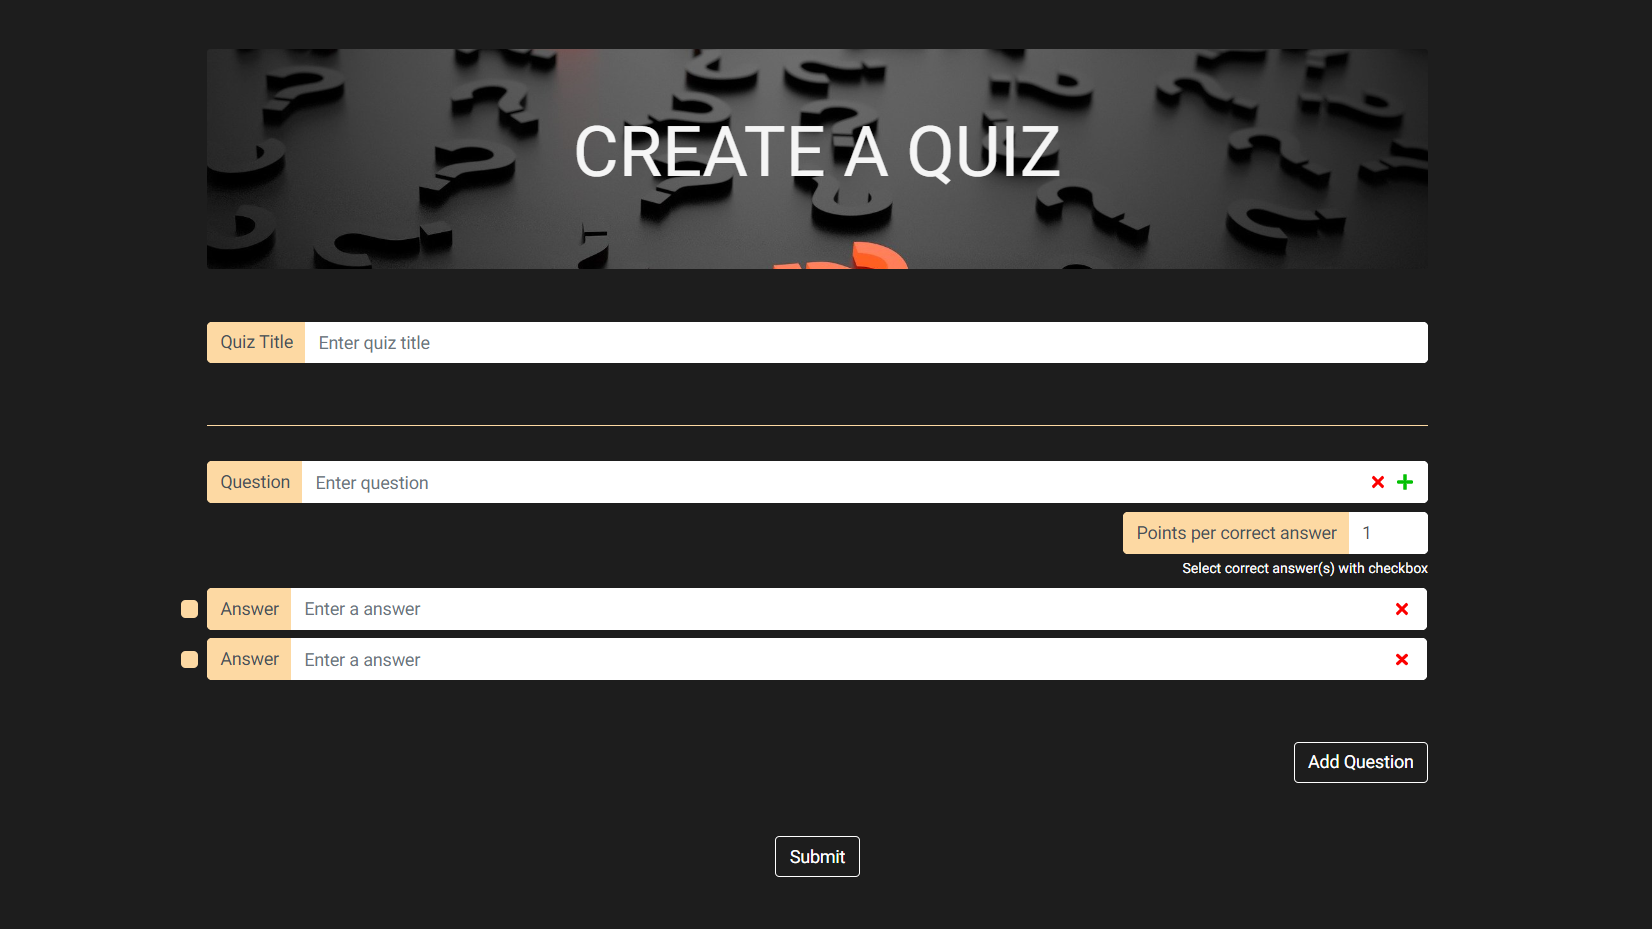 CREATE A QUIZ
Quiz Title Enter quiz title
Question Enter question
Points per correct answer 1
Select correct answer(s) with checkbox
Answer Enter a answer
Answer Enter a answer
Add Question
Submit